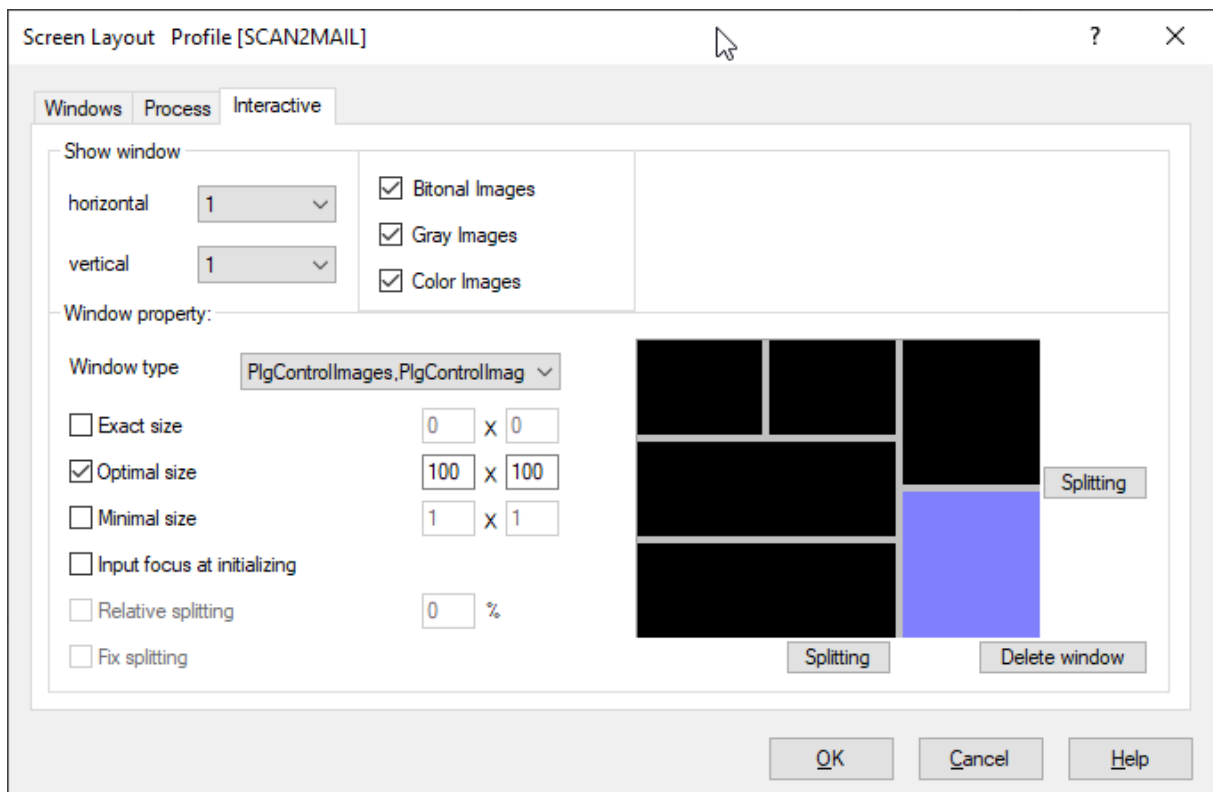 Screen Layout Profile [SCAN2MAIL] ?
Windows Process Interactive
Show window
horizontal 1
vertical 1
Bitonal Images
Gray Images
Color Images
Window property:
Window type PlgControlImages,PlgControlImag
Exact size 0 X 0
Optimal size 100 X 100
Minimal size 1 X 1
Input focus at initializing
Relative splitting 0 %
Fix splitting
Splitting
Splitting Delete window
OK Cancel Help